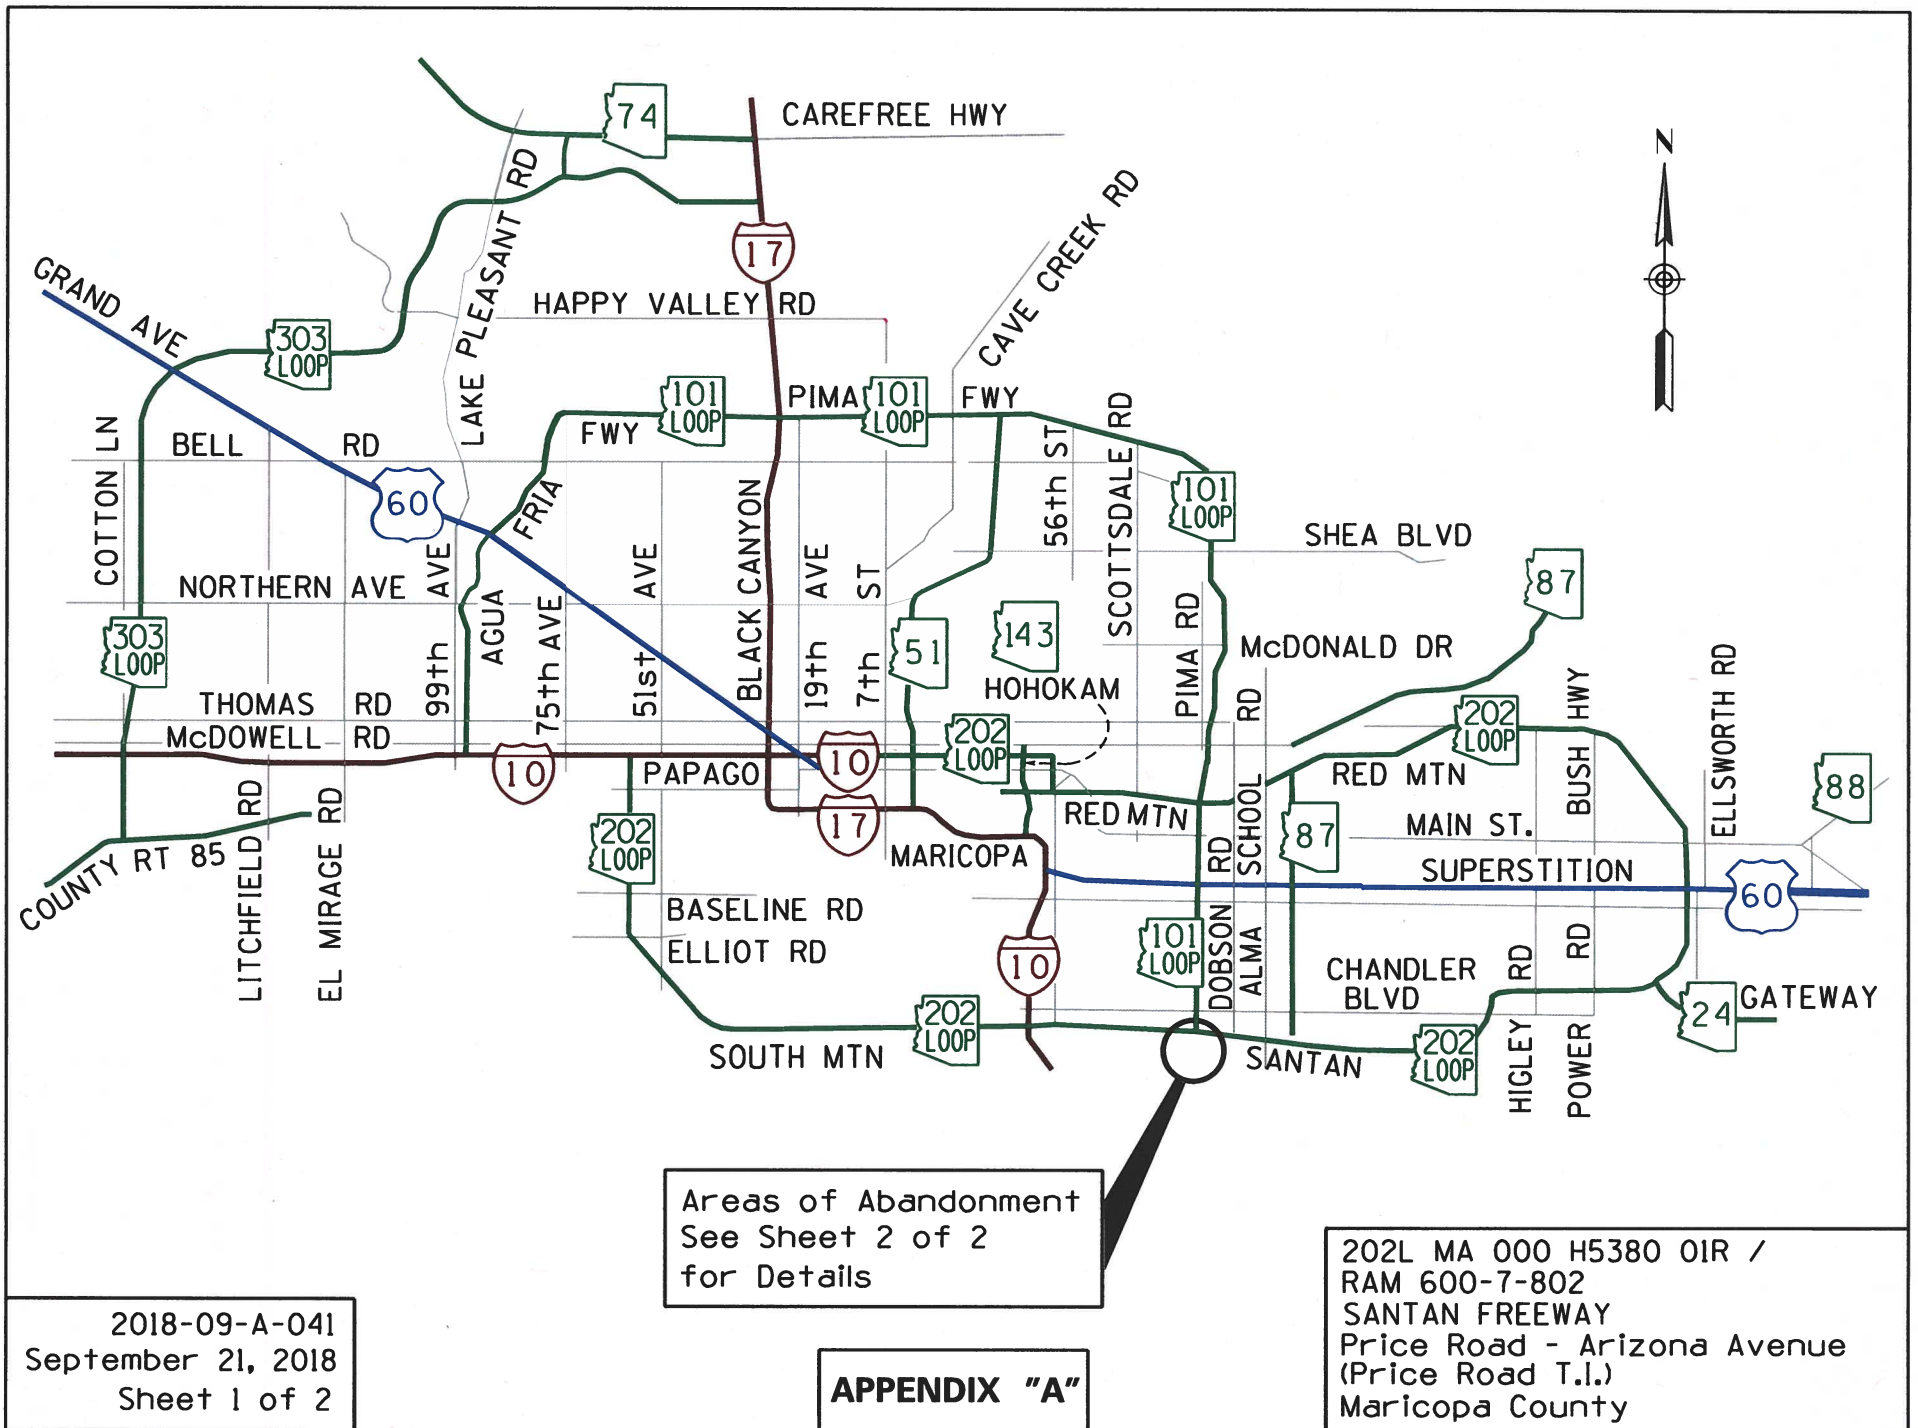 74
CAREFREE HWY
N
LAKE PLEASANT RD
17
CAVE CREEK RD
GRAND AVE
HAPPY VALLEY RD
303
LOOP
101
LOOP
PIMA
101
LOOP
FWY
FWY
COTTON LN
BELL RD
60
AGUA FRIA
BLACK CANYON
56th ST
SCOTTSDALE RD
101
LOOP
SHEA BLVD
NORTHERN AVE
99th AVE
75th AVE
51st AVE
19th AVE
7th ST
87
303
LOOP
51
143
PIMA RD
McDONALD DR
HOHOKAM
THOMAS RD
McDOWELL RD
202
LOOP
202
LOOP
BUSH HWY
ELLSWORTH RD
10
PAPAGO
10
RED MTN
88
LITCHFIELD RD
EL MIRAGE RD
202
LOOP
17
RED MTN
87
MAIN ST.
COUNTY RT 85
MARICOPA
DOBSON RD
ALMA SCHOOL RD
SUPERSTITION
60
BASELINE RD
ELLIOT RD
10
101
LOOP
CHANDLER
BLVD
HIGLEY RD
POWER RD
24
GATEWAY
202
LOOP
SOUTH MTN
SANTAN
202
LOOP
Areas of Abandonment
See Sheet 2 of 2
for Details
202L MA 000 H5380 01R /
RAM 600-7-802
SANTAN FREEWAY
Price Road - Arizona Avenue
(Price Road T.I.)
Maricopa County
2018-09-A-041
September 21, 2018
Sheet 1 of 2
APPENDIX "A"